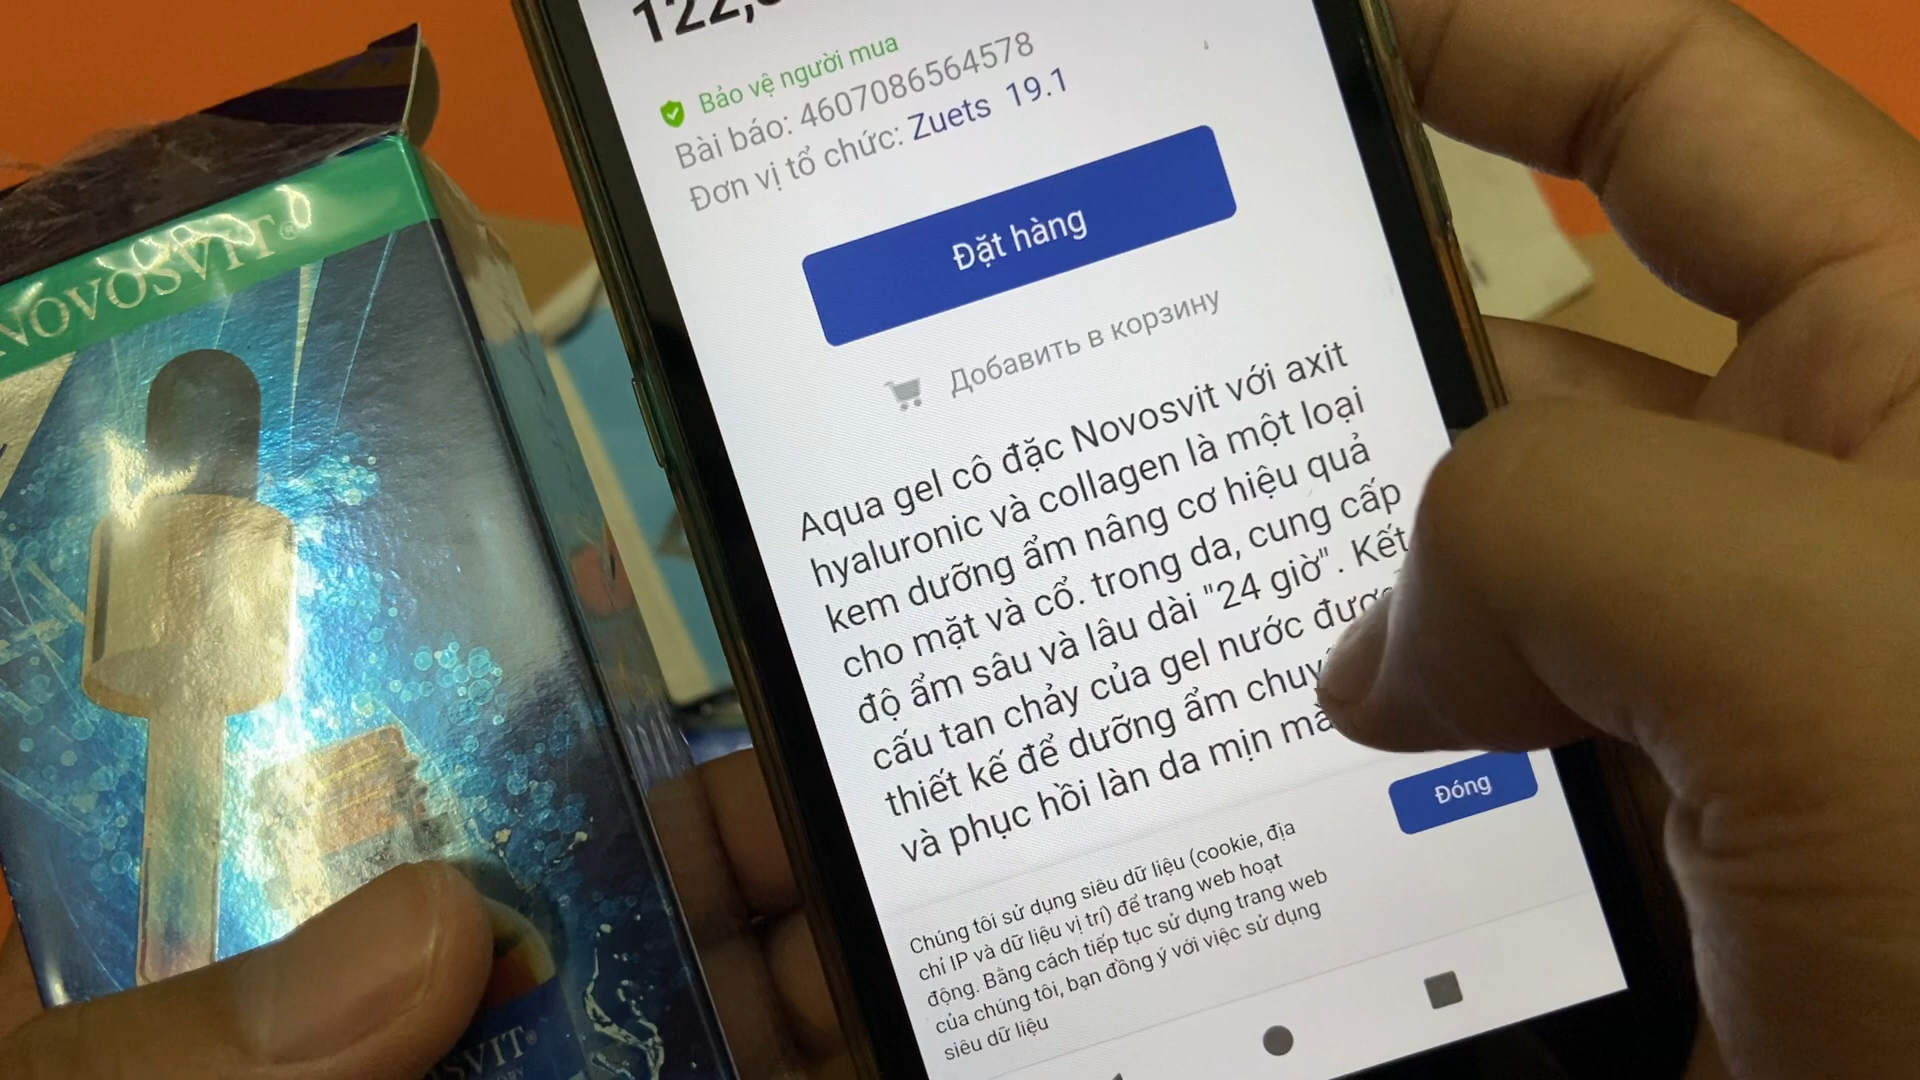 NOVOSVIT®
122,
Bảo vệ người mua
Bài báo: 4607086564578
Đơn vị tổ chức: Zuets 19.1
Đặt hàng
Добавить в корзину
Aqua gel cô đặc Novosvit với axit
hyaluronic và collagen là một loại
kem dưỡng ẩm nâng cơ hiệu quả
cho mặt và cổ. trong da, cung cấp
độ ẩm sâu và lâu dài "24 giờ". Kết
cấu tan chảy của gel nước được
thiết kế để dưỡng ẩm
và phục hồi làn da mịn
Đóng
Chúng tôi sử dụng siêu dữ liệu (cookie, địa
chỉ IP và dữ liệu vị trí) để trang web hoạt
động. Bằng cách tiếp tục sử dụng trang web
của chúng tôi, bạn đồng ý với việc sử dụng
siêu dữ liệu